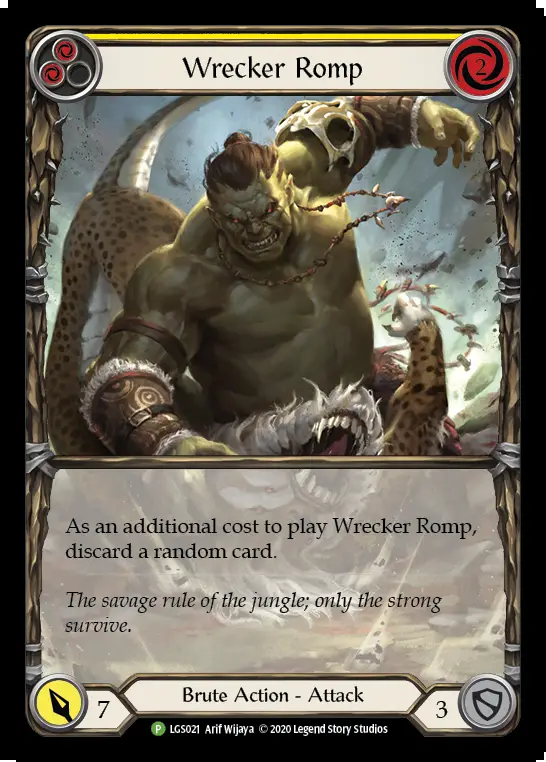 Wrecker Romp
2
As an additional cost to play Wrecker Romp,
discard a random card.
The savage rule of the jungle; only the strong
survive.
7
Brute Action - Attack
3
P LGS021 Arif Wijaya © 2020 Legend Story Studios